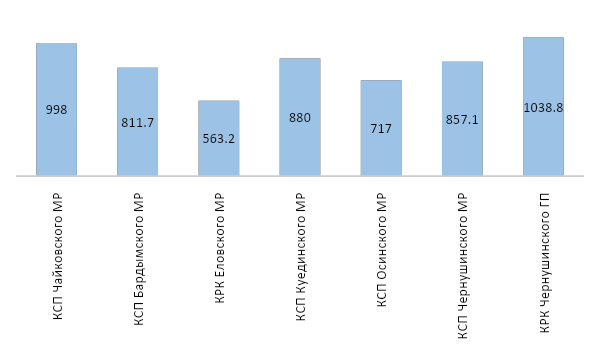 998
811.7
563.2
880
717
857.1
1038.8
КСП Чайковского МР
КСП Бардымского МР
КРК Еловского МР
КСП Куединского МР
КСП Осинского МР
КСП Чернушинского МР
КРК Чернушинского ГП